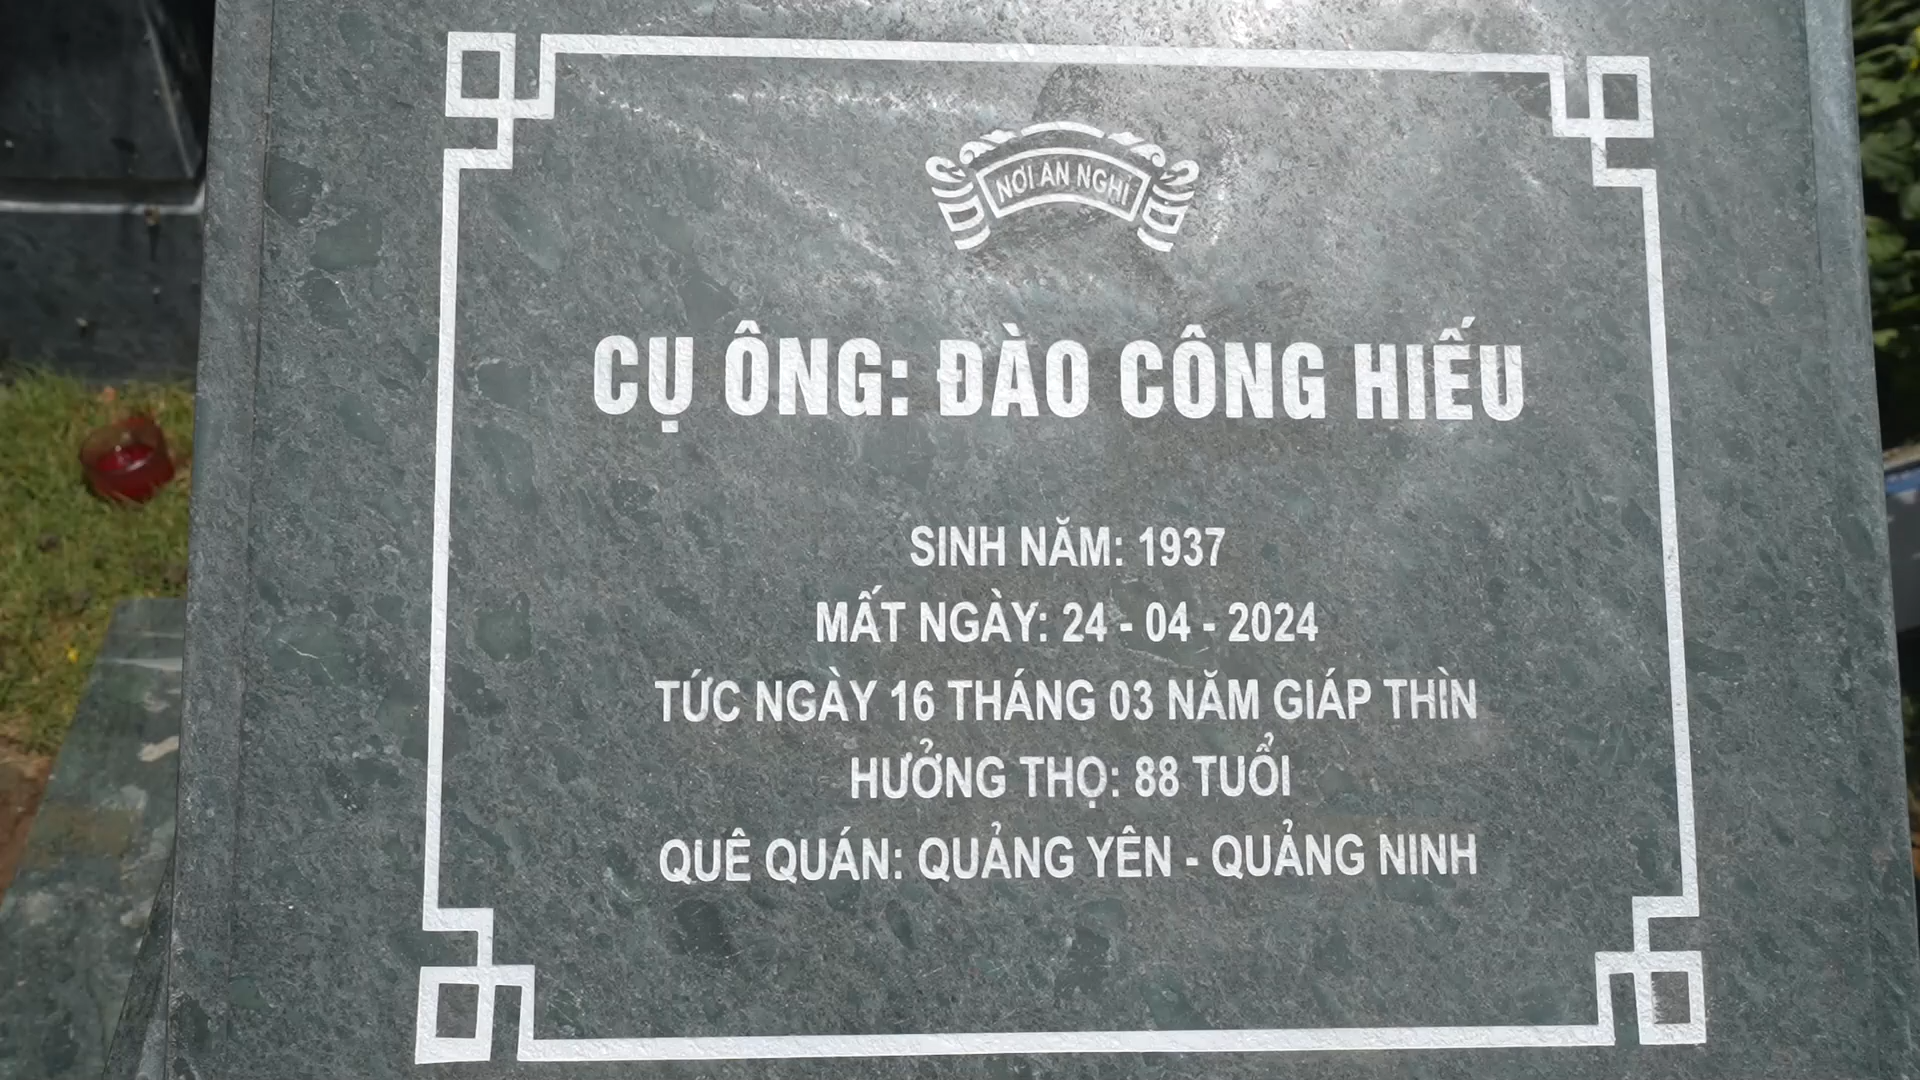 NƠI AN NGHỈ
CỤ ÔNG: ĐÀO CÔNG HIẾU
SINH NĂM: 1937
MẤT NGÀY: 24 - 04 - 2024
TỨC NGÀY 16 THÁNG 03 NĂM GIÁP THÌN
HƯỞNG THỌ: 88 TUỔI
QUÊ QUÁN: QUẢNG YÊN - QUẢNG NINH